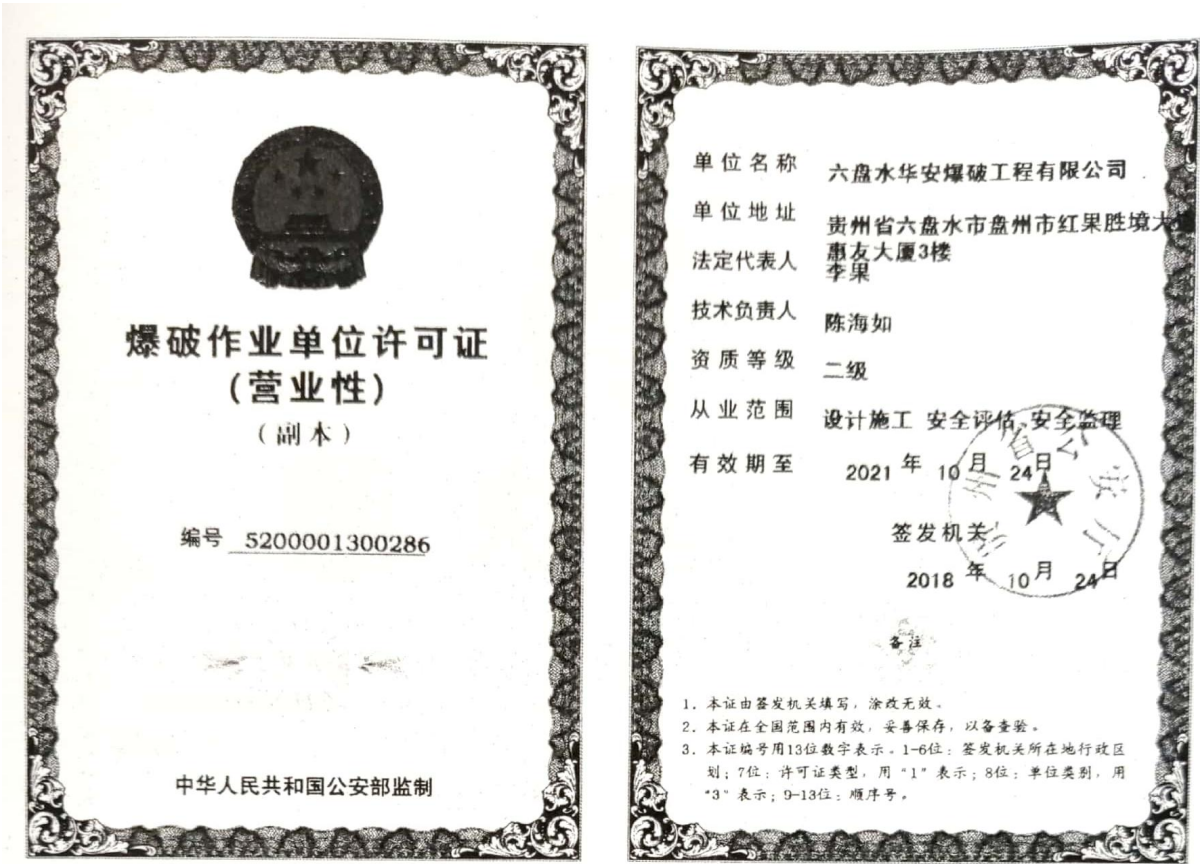 爆破作业单位许可证
(营业性)
(副本)
编号 5200001300286
中华人民共和国公安部监制
单位名称 六盘水华安爆破工程有限公司
单位地址 贵州省六盘水市盘州市红果胜境大道
惠友大厦3楼
法定代表人 李果
技术负责人 陈海如
资质等级 二级
从业范围 设计施工 安全评估 安全监理
有效期至 2021 年 10 月 24 日
签发机关
贵州省公安厅
2018 年 10 月 24 日
备注
1. 本证由签发机关填写,涂改无效。
2. 本证在全国范围内有效,妥善保存,以备查验。
3. 本证编号用13位数字表示。1-6位:签发机关所在地行政区
划;7位:许可证类型,用“1”表示;8位:单位类别,用
“3”表示;9-13位:顺序号。